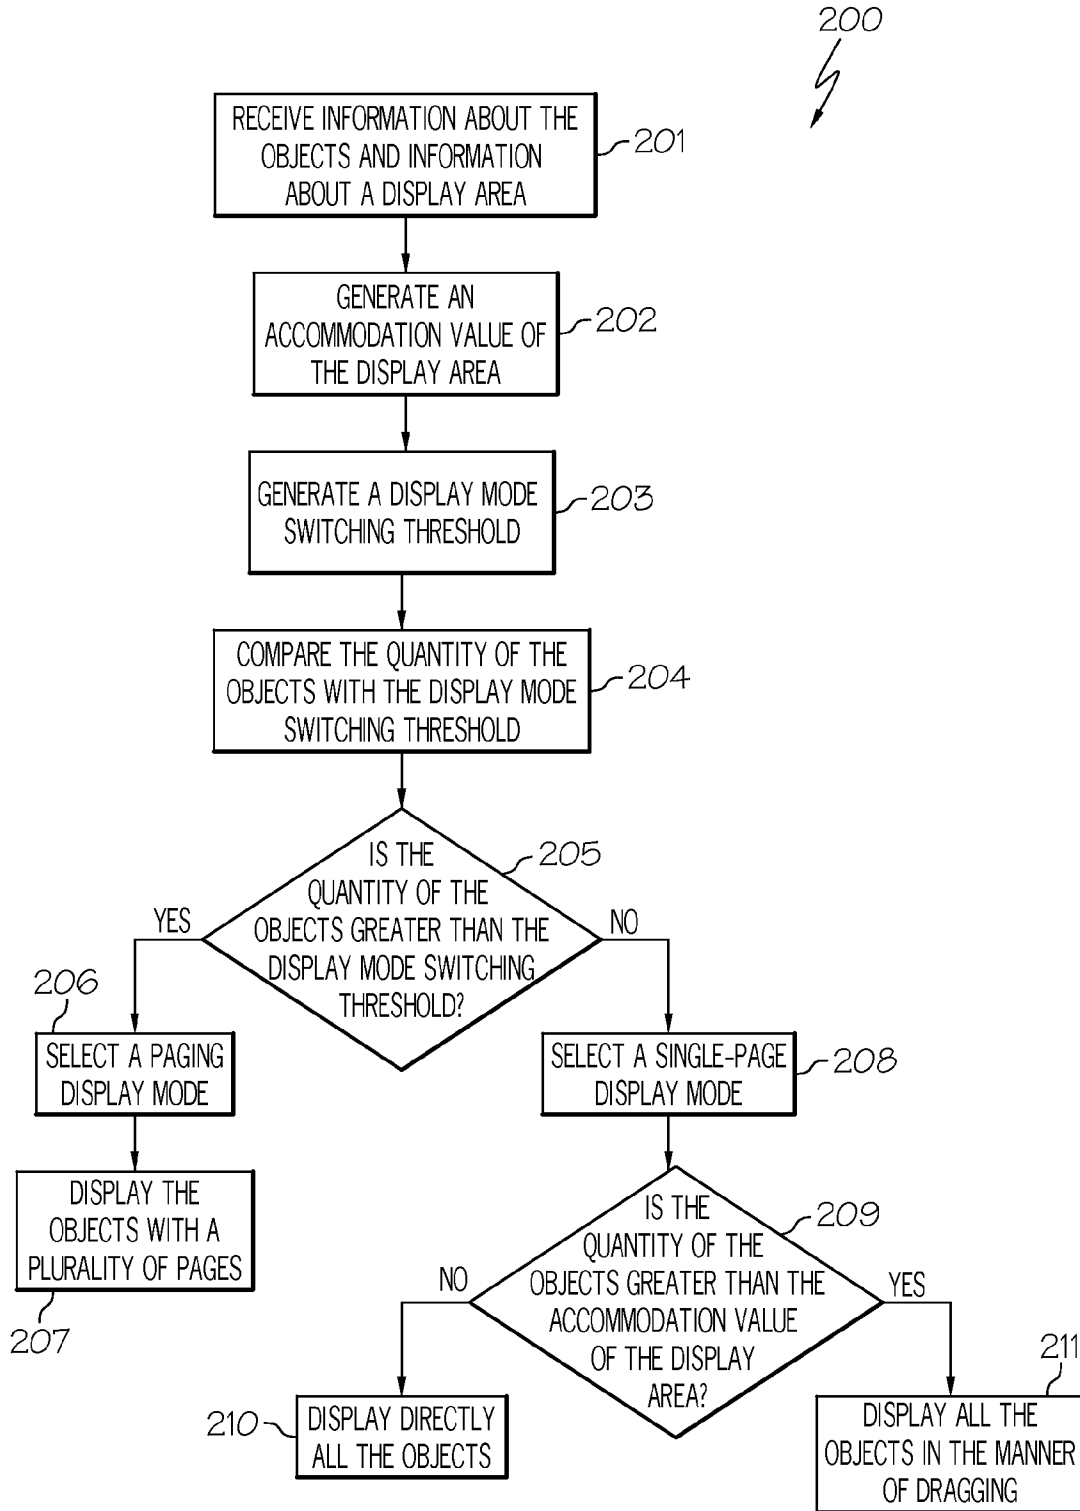 200
RECEIVE INFORMATION ABOUT THE
OBJECTS AND INFORMATION
ABOUT A DISPLAY AREA
201
GENERATE AN
ACCOMMODATION VALUE OF
THE DISPLAY AREA
202
GENERATE A DISPLAY MODE
SWITCHING THRESHOLD
203
COMPARE THE QUANTITY OF THE
OBJECTS WITH THE DISPLAY MODE
SWITCHING THRESHOLD
204
IS THE
QUANTITY OF THE
OBJECTS GREATER THAN THE
DISPLAY MODE SWITCHING
THRESHOLD?
205
YES
NO
206
SELECT A PAGING
DISPLAY MODE
SELECT A SINGLE-PAGE
DISPLAY MODE
208
DISPLAY THE
OBJECTS WITH A
PLURALITY OF PAGES
207
IS THE
QUANTITY OF THE
OBJECTS GREATER THAN THE
ACCOMMODATION VALUE
OF THE DISPLAY
AREA?
209
NO
YES
210
DISPLAY DIRECTLY
ALL THE OBJECTS
211
DISPLAY ALL THE
OBJECTS IN THE MANNER
OF DRAGGING